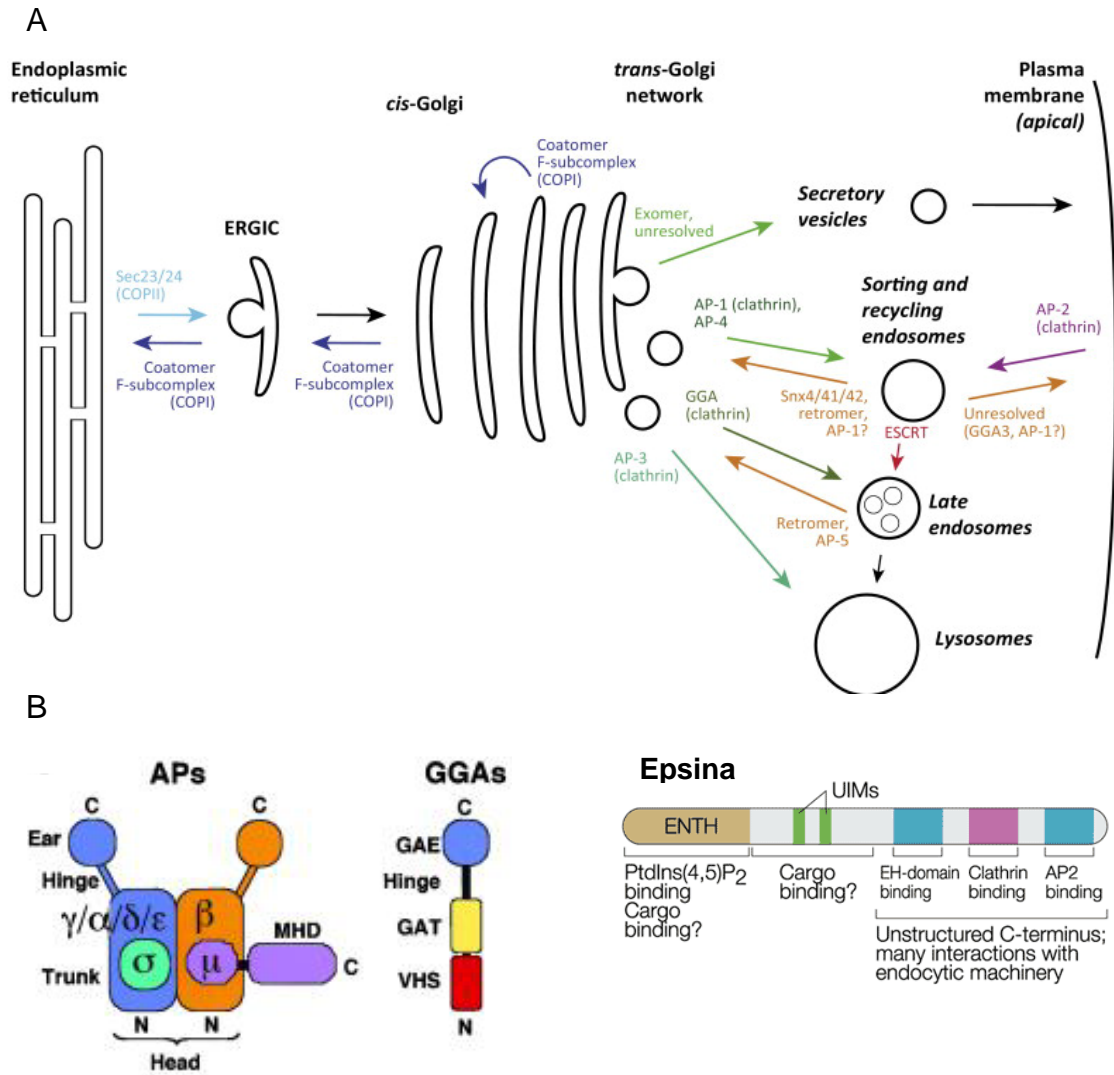 A
Endoplasmic
reticulum
cis-Golgi
trans-Golgi
network
Plasma
membrane
(apical)
Coatomer
F-subcomplex
(COPI)
ERGIC
Sec23/24
(COPII)
Coatomer
F-subcomplex
(COPI)
Coatomer
F-subcomplex
(COPI)
Exomer,
unresolved
Secretory
vesicles
AP-1 (clathrin),
AP-4
Sorting and
recycling
endosomes
AP-2
(clathrin)
GGA
(clathrin)
Snx4/41/42,
retromer,
AP-1?
ESCRT
Unresolved
(GGA3, AP-1?)
AP-3
(clathrin)
Retromer,
AP-5
Late
endosomes
Lysosomes
B
APs
C
C
Ear
Hinge
γ/α/δ/ε
β
σ
μ
MHD
C
Trunk
N
N
Head
GGAs
C
GAE
Hinge
GAT
VHS
N
Epsina
UIMs
ENTH
PtdIns(4,5)P2
binding
Cargo
binding?
Cargo
binding?
EH-domain
binding
Clathrin
binding
AP2
binding
Unstructured C-terminus;
many interactions with
endocytic machinery